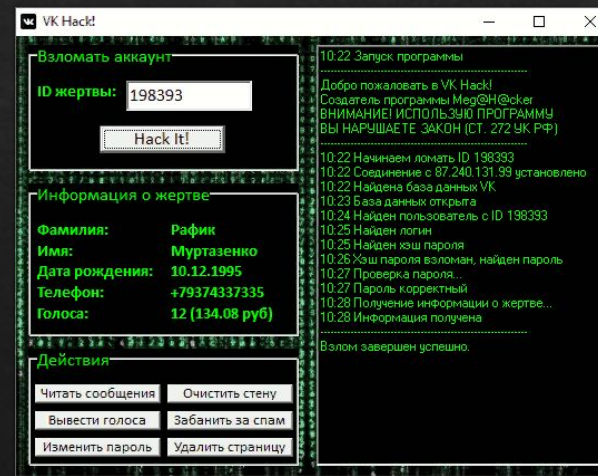 VK Hack!
Взломать аккаунт
ID жертвы: 198393
Hack It!
Информация о жертве
Фамилия: Рафик
Имя: Муртазенко
Дата рождения: 10.12.1995
Телефон: +79374337335
Голоса: 12 (134.08 руб)
Действия
Читать сообщения Очистить стену
Вывести голоса Забанить за спам
Изменить пароль Удалить страницу
10:22 Запуск программы
Добро пожаловать в VK Hack!
Создатель программы Meg@H@cker
ВНИМАНИЕ! ИСПОЛЬЗУЮ ПРОГРАММУ
ВЫ НАРУШАЕТЕ ЗАКОН (СТ. 272 УК РФ)
10:22 Начинаем ломать ID 198393
10:22 Соединение с 87.240.131.99 установлено
10:22 Найдена база данных VK
10:23 База данных открыта
10:24 Найден пользователь с ID 198393
10:25 Найден логин
10:25 Найден хэш пароля
10:26 Хэш пароля взломан, найден пароль
10:27 Проверка пароля...
10:27 Пароль корректный
10:28 Получение информации о жертве...
10:28 Информация получена
Взлом завершен успешно.